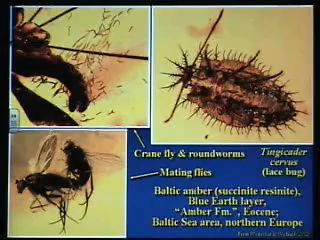 Crane fly & roundworms
Tingicader
cervus
(lace bug)
Mating flies
Baltic amber (succinite resinite),
Blue Earth layer,
"Amber Fm.", Eocene;
Baltic Sea area, northern Europe